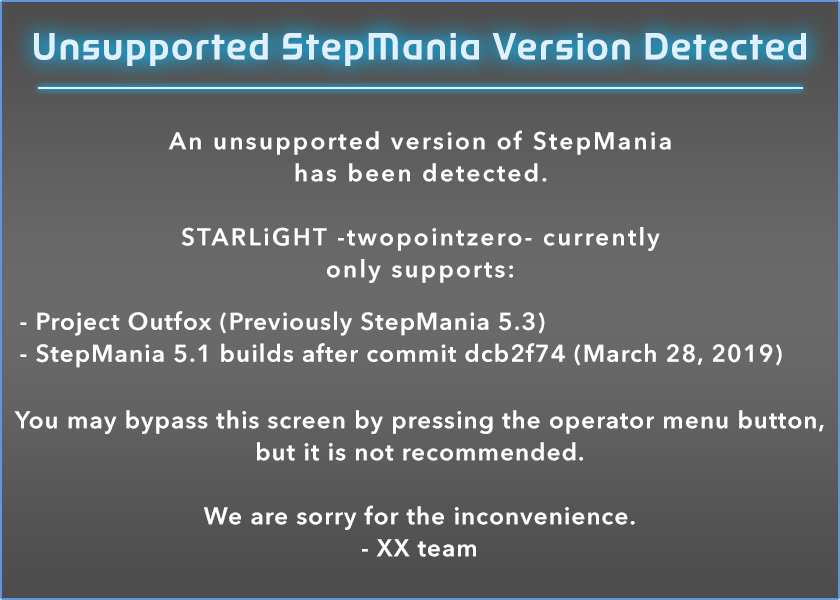 Unsupported StepMania Version Detected
An unsupported version of StepMania
has been detected.
STARLiGHT -twopointzero- currently
only supports:
- Project Outfox (Previously StepMania 5.3)
- StepMania 5.1 builds after commit dcb2f74 (March 28, 2019)
You may bypass this screen by pressing the operator menu button,
but it is not recommended.
We are sorry for the inconvenience.
- XX team